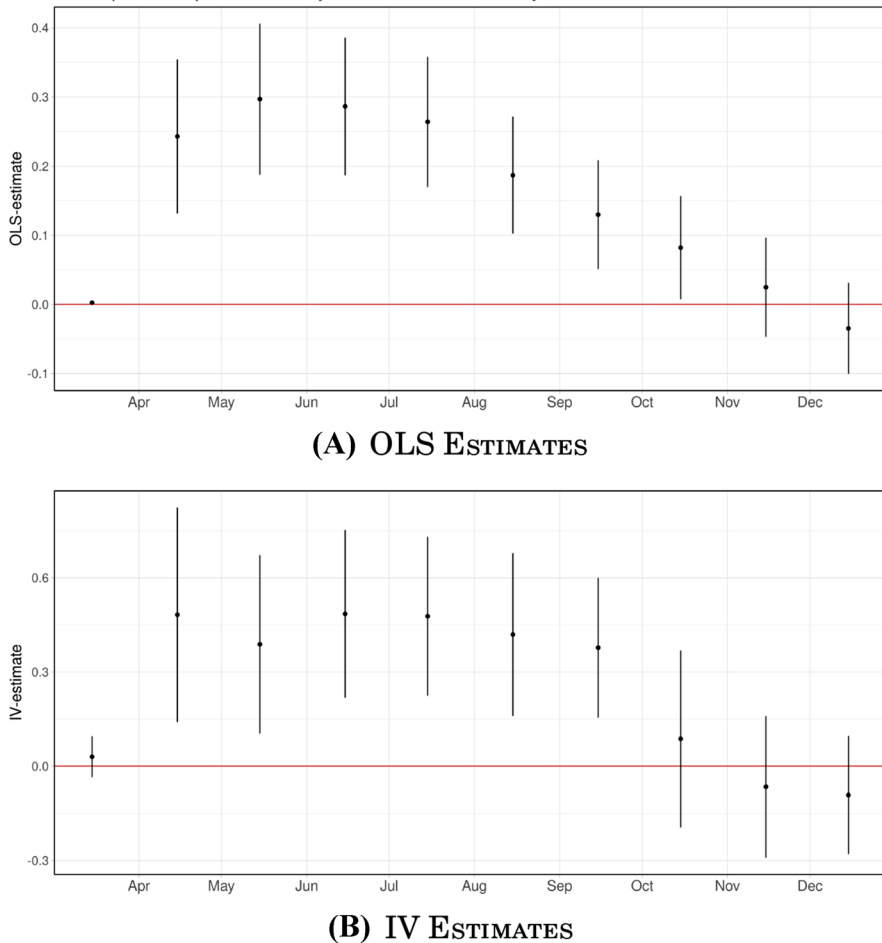 0.4
0.3
0.2
0.1
0.0
-0.1
OLS-estimate
Apr May Jun Jul Aug Sep Oct Nov Dec
(A) OLS ESTIMATES
0.6
0.3
0.0
-0.3
IV-estimate
Apr May Jun Jul Aug Sep Oct Nov Dec
(B) IV ESTIMATES